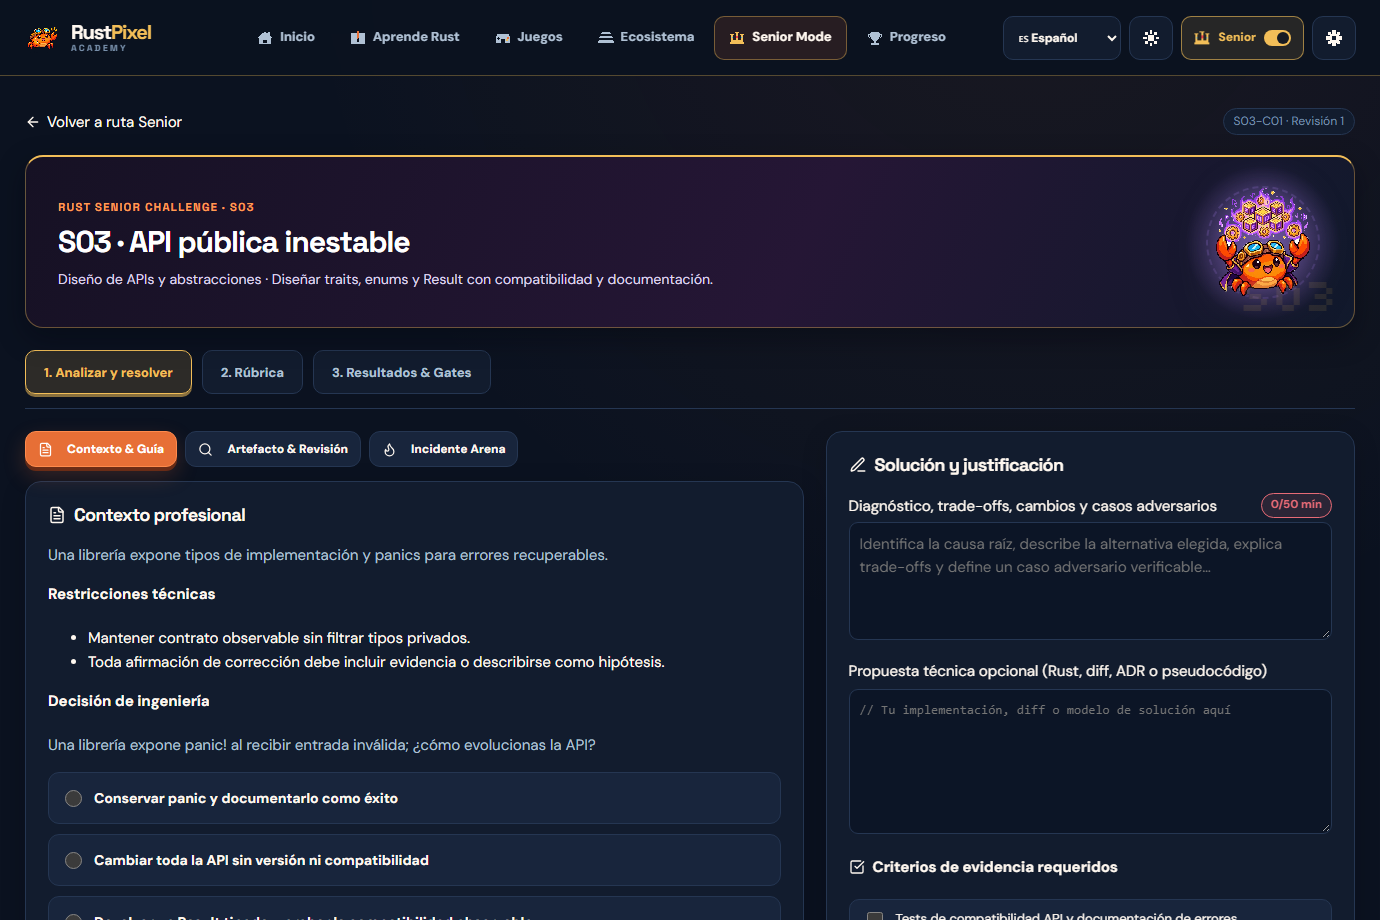 RustPixel
ACADEMY
Inicio
Aprende Rust
Juegos
Ecosistema
Senior Mode
Progreso
ES Español
Senior
Volver a ruta Senior
S03-C01 · Revisión 1
RUST SENIOR CHALLENGE · S03
S03 · API pública inestable
Diseño de APIs y abstracciones · Diseñar traits, enums y Result con compatibilidad y documentación.
S03
1. Analizar y resolver
2. Rúbrica
3. Resultados & Gates
Contexto & Guía
Artefacto & Revisión
Incidente Arena
Contexto profesional
Una librería expone tipos de implementación y panics para errores recuperables.
Restricciones técnicas
Mantener contrato observable sin filtrar tipos privados.
Toda afirmación de corrección debe incluir evidencia o describirse como hipótesis.
Decisión de ingeniería
Una librería expone panic! al recibir entrada inválida; ¿cómo evolucionas la API?
Conservar panic y documentarlo como éxito
Cambiar toda la API sin versión ni compatibilidad
Solución y justificación
Diagnóstico, trade-offs, cambios y casos adversarios
0/50 min
Identifica la causa raíz, describe la alternativa elegida, explica
trade-offs y define un caso adversario verificable…
Propuesta técnica opcional (Rust, diff, ADR o pseudocódigo)
// Tu implementación, diff o modelo de solución aquí
Criterios de evidencia requeridos
Tests de compatibilidad API y documentación de errores